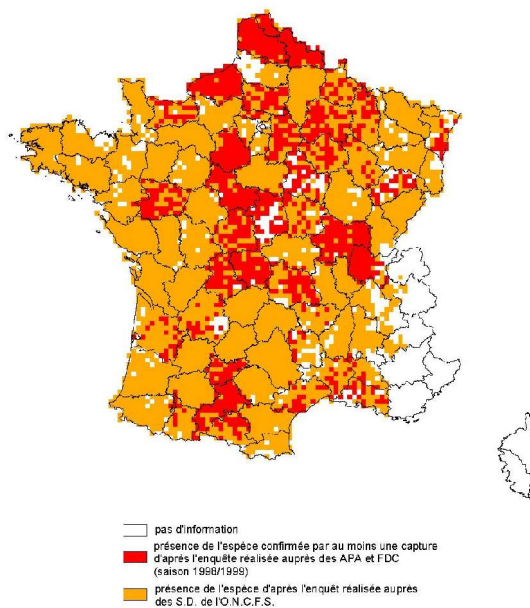 pas d'information
présence de l'espèce confirmée par au moins une capture
d'après l'enquête réalisée auprès des APA et FDC
(saison 1998/1999)
présence de l'espèce d'après l'enquêt réalisée auprès
des S.D. de l'O.N.C.F.S.